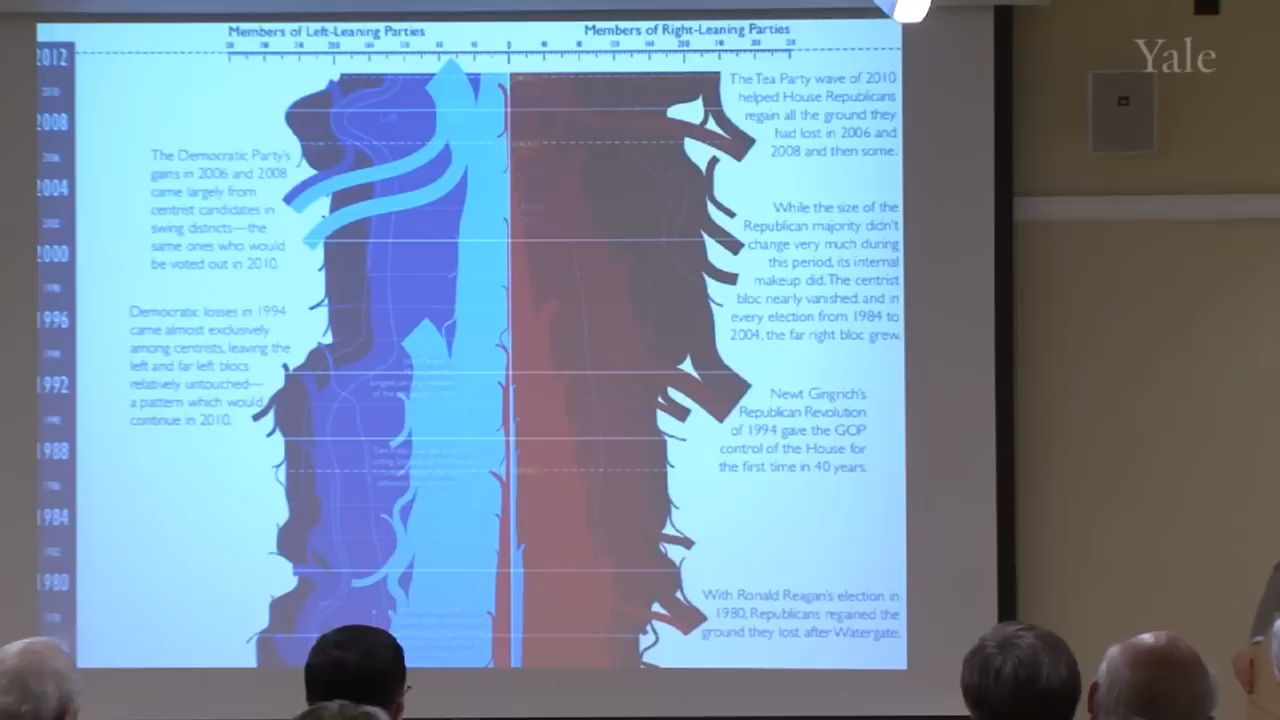 Members of Left-Leaning Parties
Members of Right-Leaning Parties
Yale
2012
2010
2008
2006
2004
2002
2000
1996
1992
1988
1984
1980
The Tea Party wave of 2010
helped House Republicans
regain all the ground they
had lost in 2006 and
2008 and then some.
The Democratic Party's
gains in 2006 and 2008
came largely from
centrist candidates in
swing districts—the
same ones who would
be voted out in 2010.
While the size of the
Republican majority didn't
change very much during
this period, its internal
makeup did. The centrist
bloc nearly vanished, and in
every election from 1984 to
2004, the far right bloc grew.
Democratic losses in 1994
came almost exclusively
among centrists, leaving the
left and far left blocs
relatively untouched—
a pattern which would
continue in 2010.
Newt Gingrich's
Republican Revolution
of 1994 gave the GOP
control of the House for
the first time in 40 years.
With Ronald Reagan's election in
1980, Republicans regained the
ground they lost after Watergate.